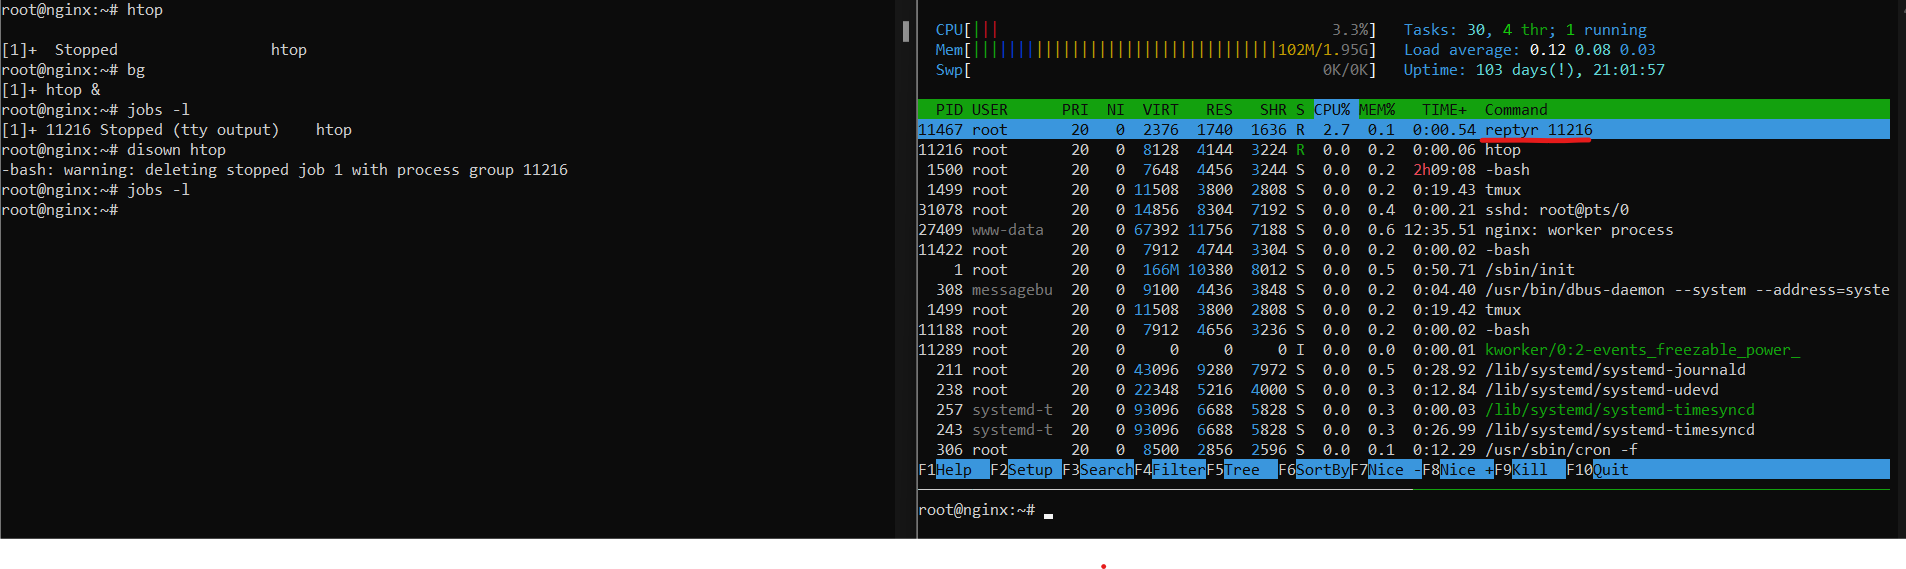 root@nginx:~# htop
[1]+  Stopped                 htop
root@nginx:~# bg
[1]+ htop &
root@nginx:~# jobs -l
[1]+ 11216 Stopped (tty output)    htop
root@nginx:~# disown htop
-bash: warning: deleting stopped job 1 with process group 11216
root@nginx:~# jobs -l
root@nginx:~#
CPU[||| 3.3%]   Tasks: 30, 4 thr; 1 running
Mem[||||||||||||||||||||||||||||||||||102M/1.95G]   Load average: 0.12 0.08 0.03
Swp[ 0K/0K]   Uptime: 103 days(!), 21:01:57
PID USER PRI NI VIRT RES SHR S CPU% MEM% TIME+ Command
11467 root 20 0 2376 1740 1636 R 2.7 0.1 0:00.54 reptyr 11216
11216 root 20 0 8128 4144 3224 R 0.0 0.2 0:00.06 htop
1500 root 20 0 7648 4456 3244 S 0.0 0.2 2h09:08 -bash
1499 root 20 0 11508 3800 2808 S 0.0 0.2 0:19.43 tmux
31078 root 20 0 14856 8304 7192 S 0.0 0.4 0:00.21 sshd: root@pts/0
27409 www-data 20 0 67392 11756 7188 S 0.0 0.6 12:35.51 nginx: worker process
11422 root 20 0 7912 4744 3304 S 0.0 0.2 0:00.02 -bash
1 root 20 0 166M 10380 8012 S 0.0 0.5 0:50.71 /sbin/init
308 messagebu 20 0 9100 4436 3848 S 0.0 0.2 0:04.40 /usr/bin/dbus-daemon --system --address=syste
1499 root 20 0 11508 3800 2808 S 0.0 0.2 0:19.42 tmux
11188 root 20 0 7912 4656 3236 S 0.0 0.2 0:00.02 -bash
11289 root 20 0 0 0 0 I 0.0 0.0 0:00.01 kworker/0:2-events_freezable_power_
211 root 20 0 43096 9280 7972 S 0.0 0.5 0:28.92 /lib/systemd/systemd-journald
238 root 20 0 22348 5216 4000 S 0.0 0.3 0:12.84 /lib/systemd/systemd-udevd
257 systemd-t 20 0 93096 6688 5828 S 0.0 0.3 0:00.03 /lib/systemd/systemd-timesyncd
243 systemd-t 20 0 93096 6688 5828 S 0.0 0.3 0:26.99 /lib/systemd/systemd-timesyncd
306 root 20 0 8500 2856 2596 S 0.0 0.1 0:12.29 /usr/sbin/cron -f
F1Help  F2Setup F3SearchF4FilterF5Tree  F6SortByF7Nice -F8Nice +F9Kill  F10Quit
root@nginx:~#